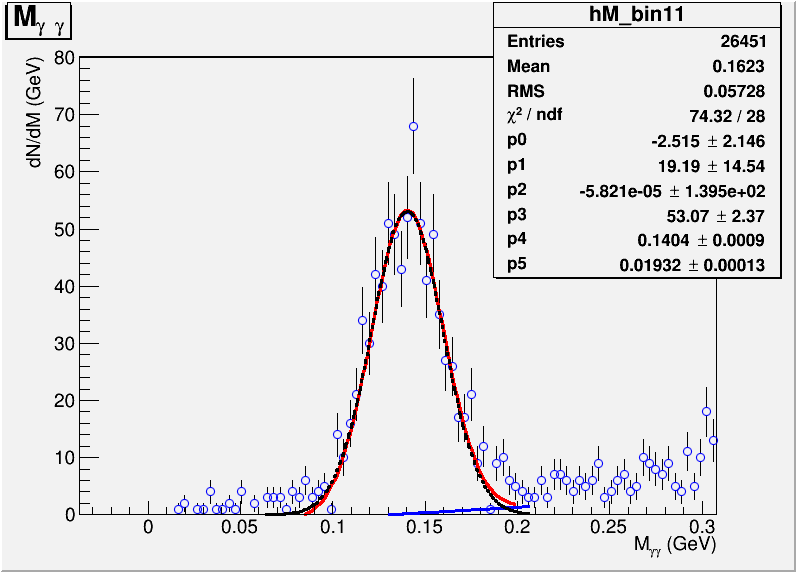 Mγ γ
hM_bin11
Entries 26451
Mean 0.1623
RMS 0.05728
χ² / ndf 74.32 / 28
p0 -2.515 ± 2.146
p1 19.19 ± 14.54
p2 -5.821e-05 ± 1.395e+02
p3 53.07 ± 2.37
p4 0.1404 ± 0.0009
p5 0.01932 ± 0.00013
dN/dM (GeV)
80
70
60
50
40
30
20
10
0
0 0.05 0.1 0.15 0.2 0.25 0.3
Mγγ (GeV)